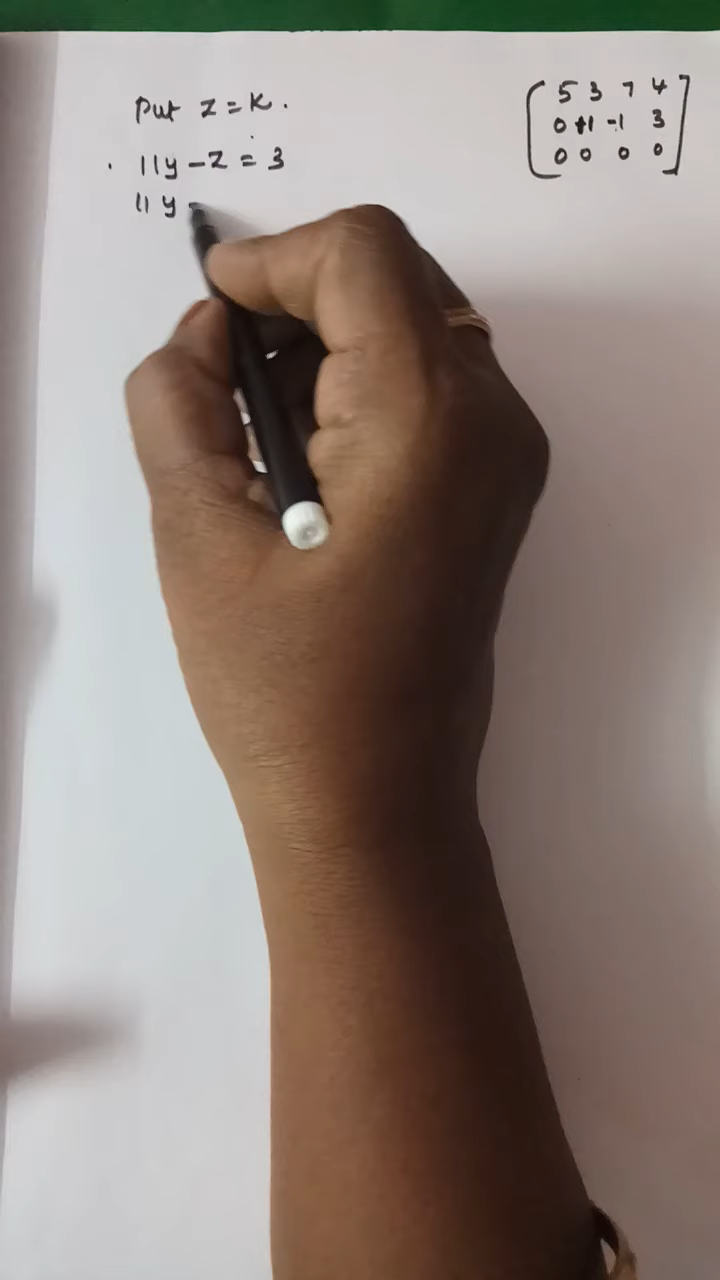 Put z = k.
11y - z = 3
11y -
5 3 7 4
0 11 -1 3
0 0 0 0